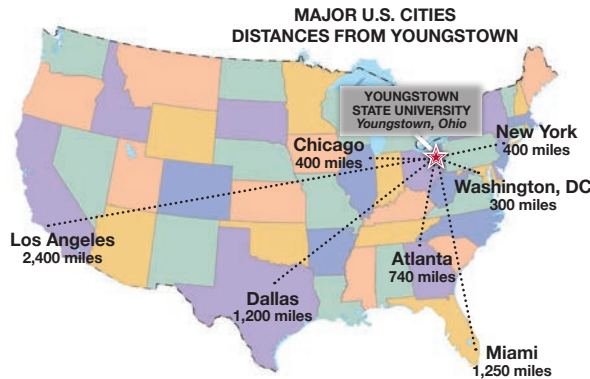 MAJOR U.S. CITIES
DISTANCES FROM YOUNGSTOWN
YOUNGSTOWN
STATE UNIVERSITY
Youngstown, Ohio
Chicago
400 miles
New York
400 miles
Washington, DC
300 miles
Los Angeles
2,400 miles
Atlanta
740 miles
Dallas
1,200 miles
Miami
1,250 miles